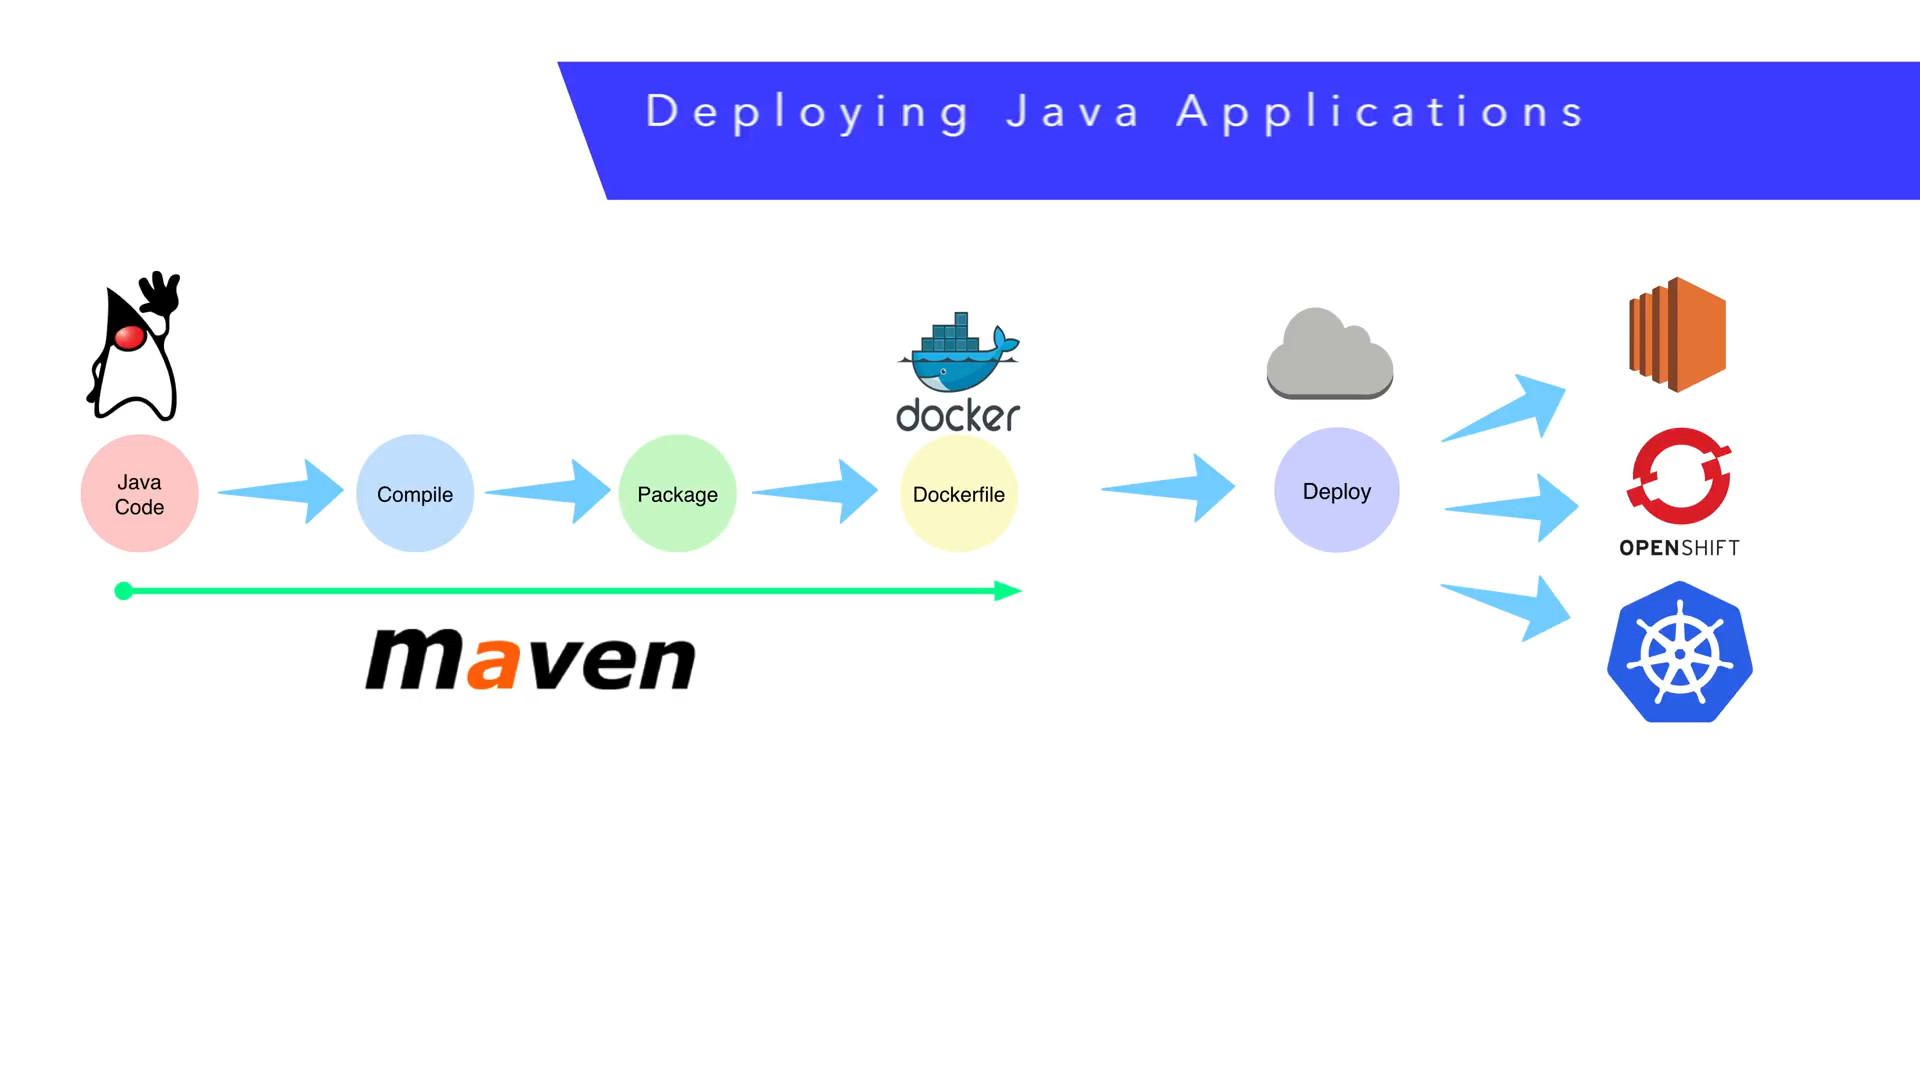 Deploying Java Applications
docker
Java
Code
Compile
Package
Dockerfile
Deploy
OPENSHIFT
maven